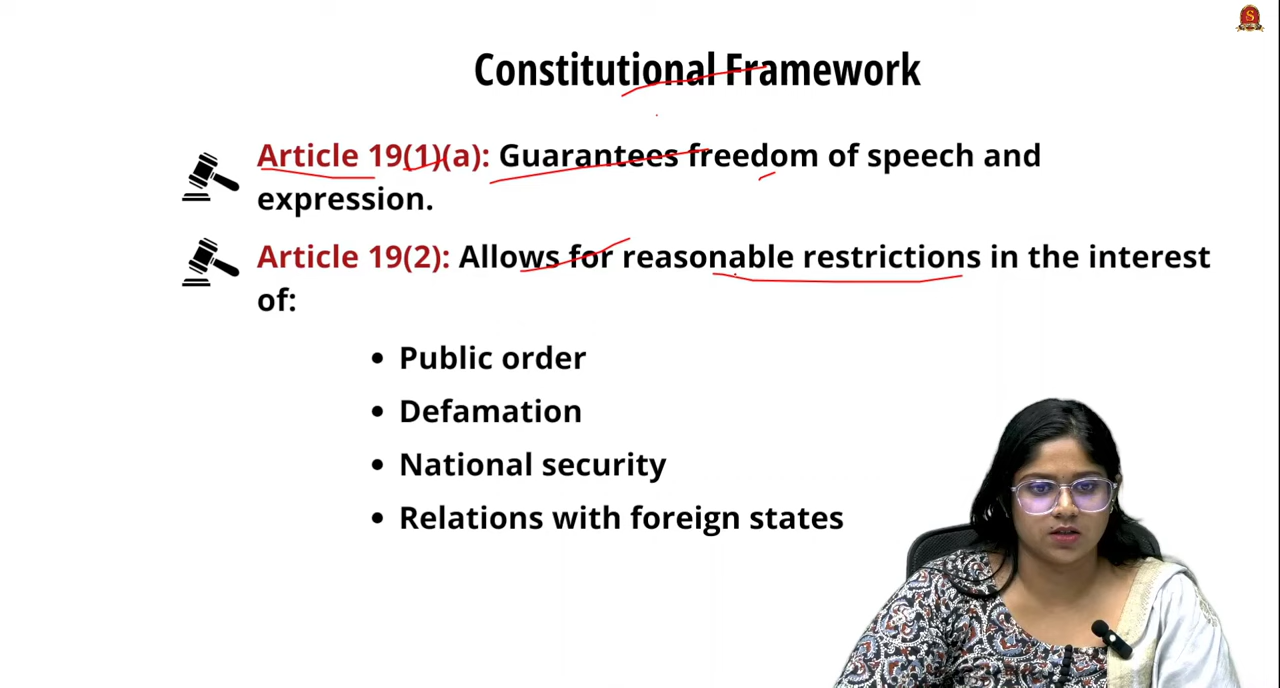 Constitutional Framework
Article 19(1)(a): Guarantees freedom of speech and
expression.
Article 19(2): Allows for reasonable restrictions in the interest
of:
• Public order
• Defamation
• National security
• Relations with foreign states